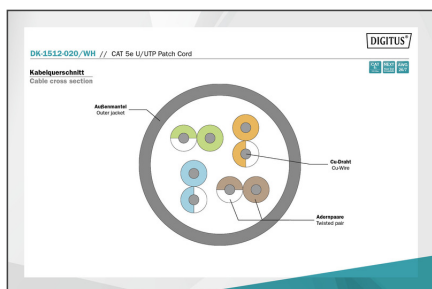 DIGITUS®
DK-1512-020/WH // CAT 5e U/UTP Patch Cord
Kabelquerschnitt
Cable cross section
Außenmantel
Outer jacket
Cu-Draht
Cu-Wire
Adernpaare
Twisted pair